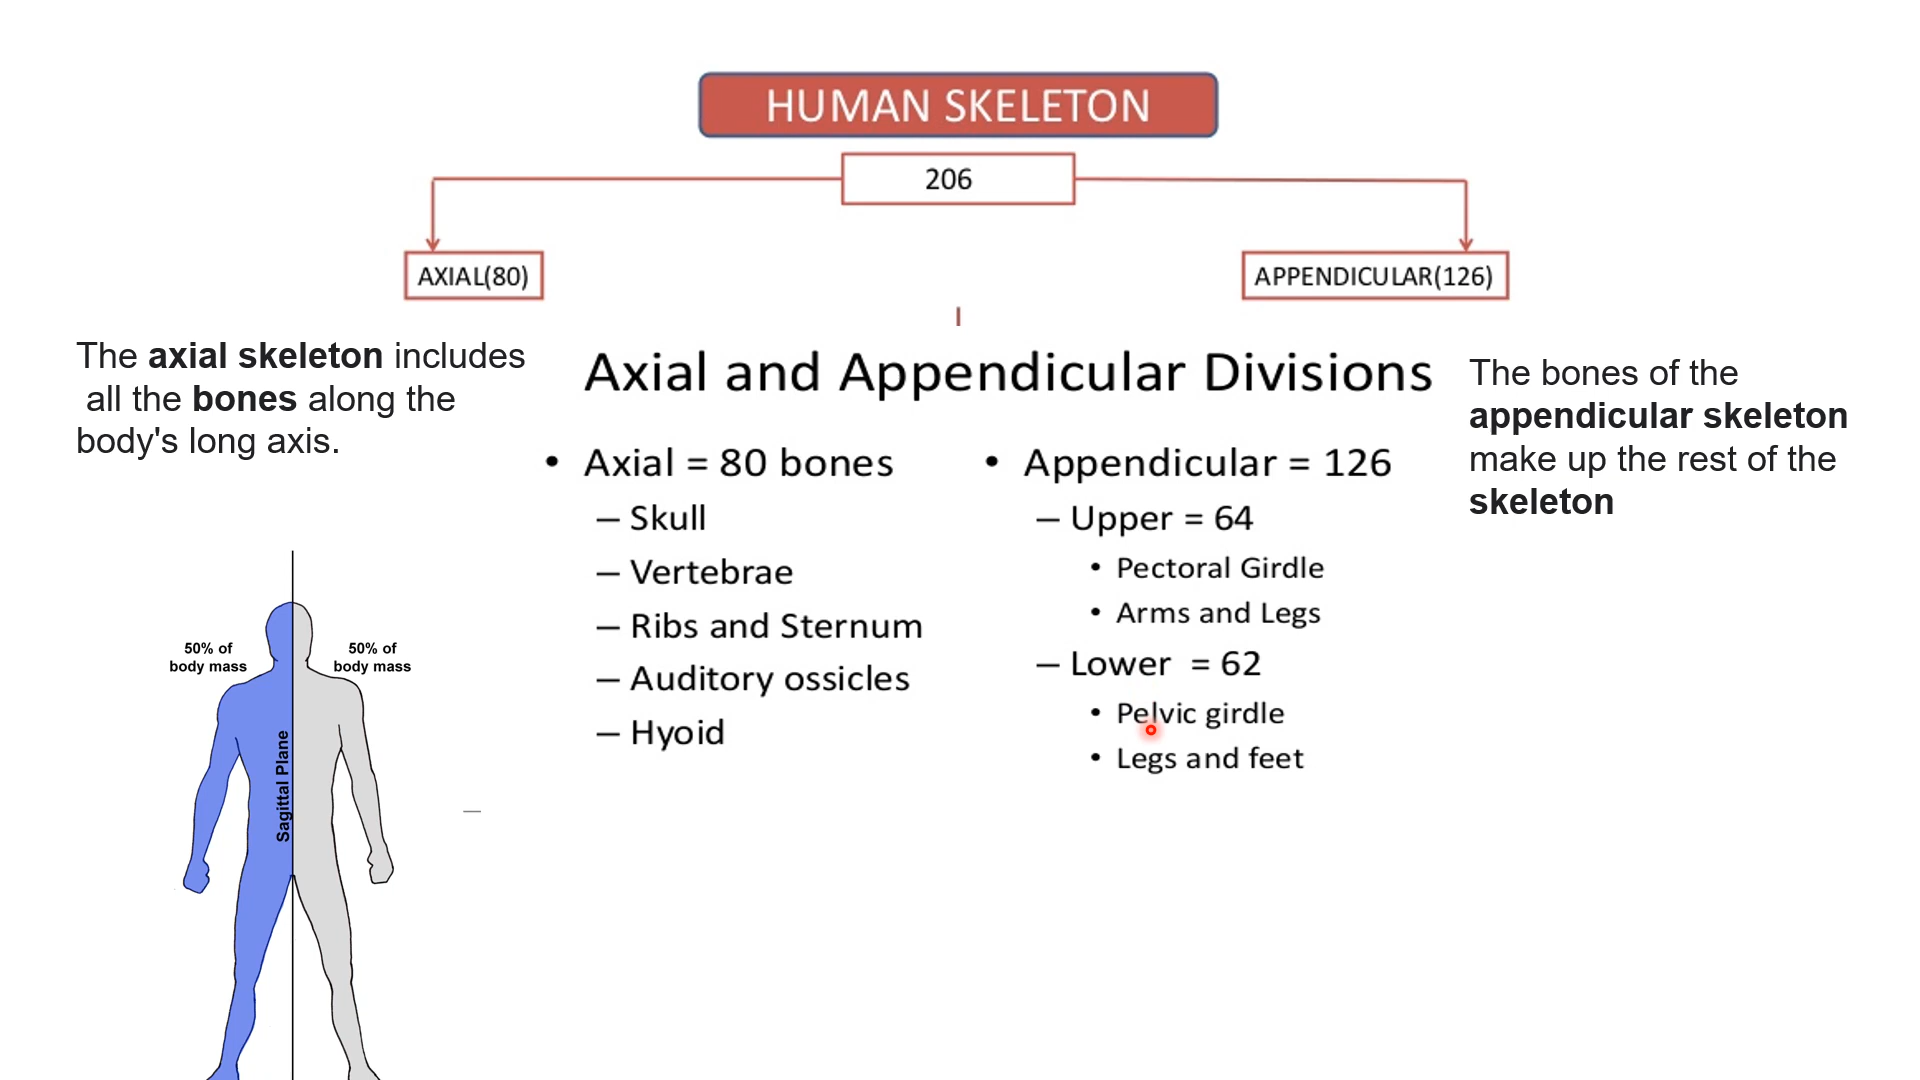 HUMAN SKELETON
206
AXIAL(80)
APPENDICULAR(126)
The axial skeleton includes
all the bones along the
body's long axis.
Axial and Appendicular Divisions
• Axial = 80 bones
– Skull
– Vertebrae
– Ribs and Sternum
– Auditory ossicles
– Hyoid
• Appendicular = 126
– Upper = 64
• Pectoral Girdle
• Arms and Legs
– Lower = 62
• Pelvic girdle
• Legs and feet
The bones of the
appendicular skeleton
make up the rest of the
skeleton
50% of
body mass
50% of
body mass
Sagittal Plane